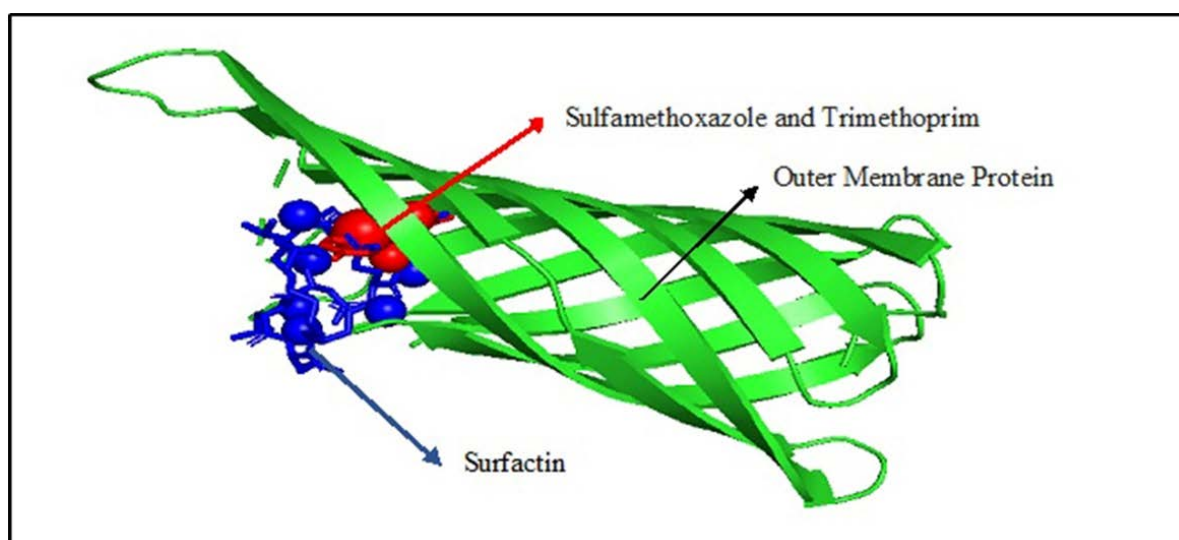 Sulfamethoxazole and Trimethoprim
Outer Membrane Protein
Surfactin